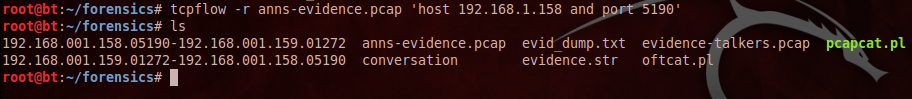 root@bt:~/forensics# tcpflow -r anns-evidence.pcap 'host 192.168.1.158 and port 5190'
root@bt:~/forensics# ls
192.168.001.158.05190-192.168.001.159.01272  anns-evidence.pcap  evid_dump.txt  evidence-talkers.pcap  pcapcat.pl
192.168.001.159.01272-192.168.001.158.05190  conversation        evidence.str   oftcat.pl
root@bt:~/forensics#